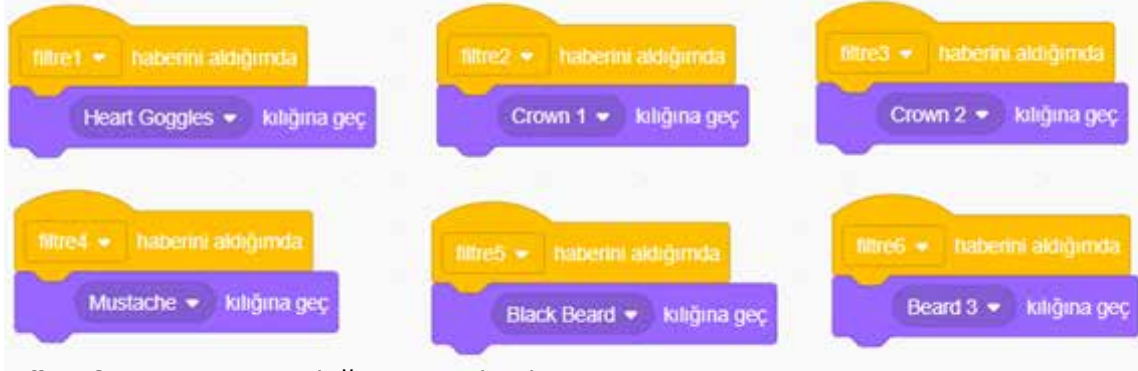 filtre1 haberini aldığımda
Heart Goggles kılığına geç
filtre2 haberini aldığımda
Crown 1 kılığına geç
filtre3 haberini aldığımda
Crown 2 kılığına geç
filtre4 haberini aldığımda
Mustache kılığına geç
filtre5 haberini aldığımda
Black Beard kılığına geç
filtre6 haberini aldığımda
Beard 3 kılığına geç